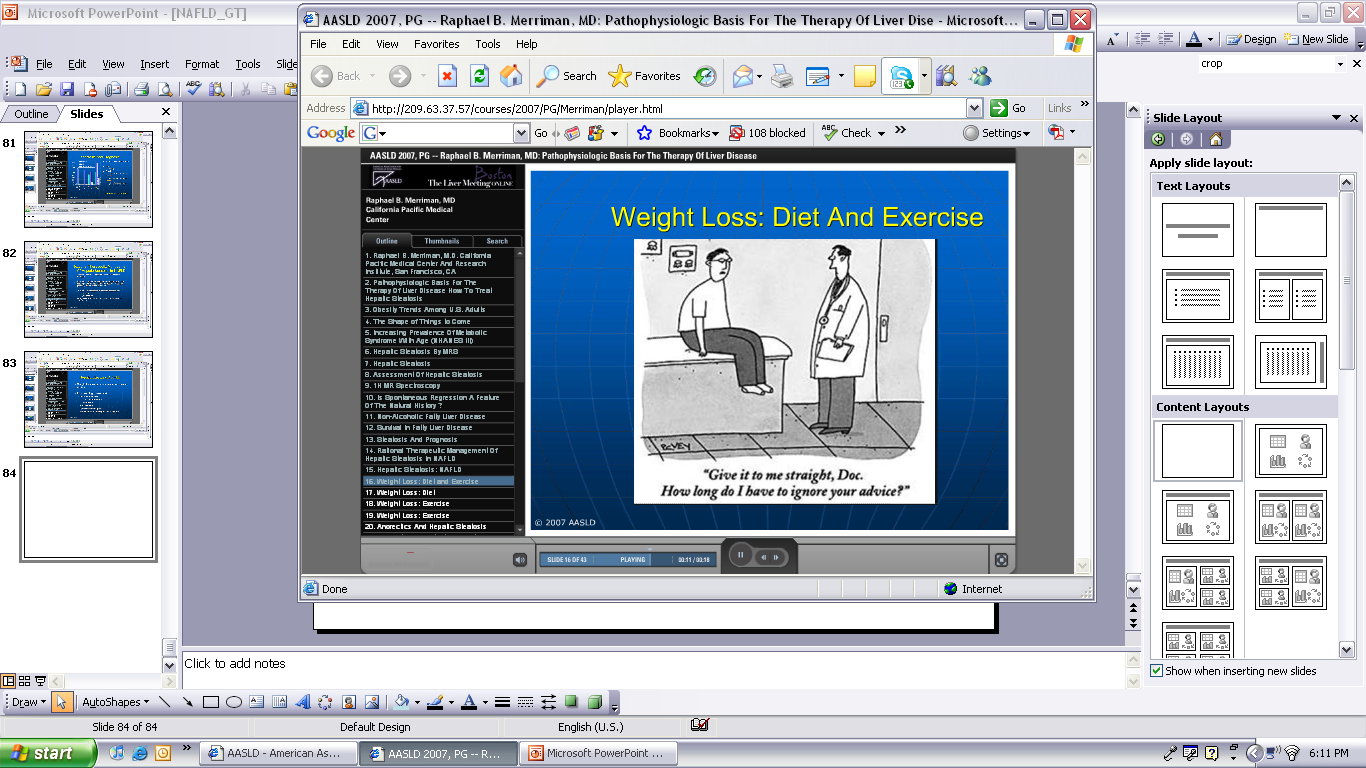 Microsoft PowerPoint - [NAFLD_GT]
File Edit View Insert Format Tools
Design New Slide
crop
Outline Slides
81
82
83
84
AASLD 2007, PG -- Raphael B. Merriman, MD: Pathophysiologic Basis For The Therapy Of Liver Dise - Microsoft...
File Edit View Favorites Tools Help
Back Search Favorites
Address http://209.63.37.57/courses/2007/PG/Merriman/player.html Go Links »
Google G Go Bookmarks 108 blocked Check » Settings
AASLD 2007, PG -- Raphael B. Merriman, MD: Pathophysiologic Basis For The Therapy Of Liver Disease
AASLD
Boston
The Liver Meeting ONLINE
Raphael B. Merriman, MD
California Pacific Medical
Center
Outline Thumbnails Search
1. Raphael B. Merriman, M.D. California
Pacific Medical Center And Research
Institute, San Francisco, CA
2. Pathophysiologic Basis For The
Therapy Of Liver Disease How To Treat
Hepatic Steatosis
3. Obesity Trends Among U.S. Adults
4. The Shape of Things to Come
5. Increasing Prevalence Of Metabolic
Syndrome With Age (NHANES III)
6. Hepatic Steatosis By MRS
7. Hepatic Steatosis
8. Assessment Of Hepatic Steatosis
9. 1H MR Spectroscopy
10. Is Spontaneous Regression A Feature
Of The Natural History ?
11. Non-Alcoholic Fatty Liver Disease
12. Survival In Fatty Liver Disease
13. Steatosis And Prognosis
14. Rational Therapeutic Management Of
Hepatic Steatosis in NAFLD
15. Hepatic Steatosis: NAFLD
16. Weight Loss: Diet and Exercise
17. Weight Loss: Diet
18. Weight Loss: Exercise
19. Weight Loss: Exercise
20. Anorectics And Hepatic Steatosis
Weight Loss: Diet And Exercise
"Give it to me straight, Doc.
How long do I have to ignore your advice?"
© 2007 AASLD
SLIDE 16 OF 43 PLAYING 00:11 / 00:18
Done Internet
Slide Layout
Apply slide layout:
Text Layouts
Content Layouts
Show when inserting new slides
Click to add notes
Draw AutoShapes
Slide 84 of 84 Default Design English (U.S.)
start » AASLD - American As... AASLD 2007, PG -- R... Microsoft PowerPoint ... 6:11 PM